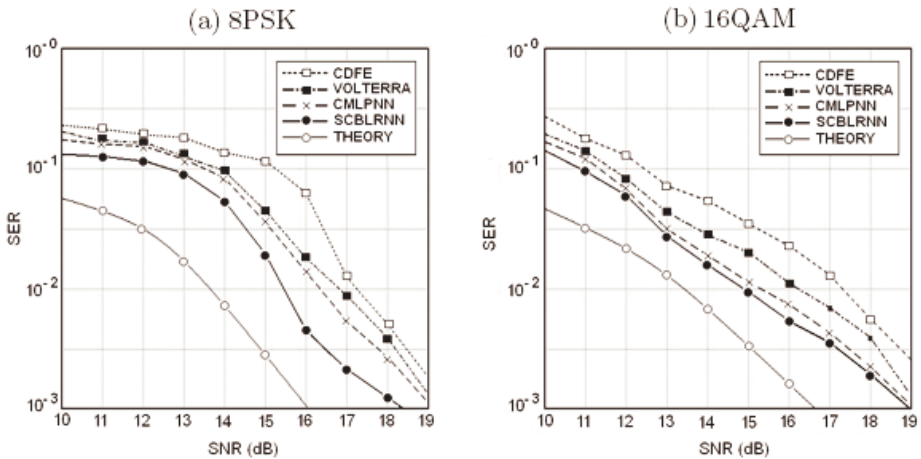 (a) 8PSK
10^-0
10^-1
10^-2
10^-3
SER
CDFE
VOLTERRA
CMLPNN
SCBLRNN
THEORY
10 11 12 13 14 15 16 17 18 19
SNR (dB)
(b) 16QAM
10^-0
10^-1
10^-2
10^-3
SER
CDFE
VOLTERRA
CMLPNN
SCBLRNN
THEORY
10 11 12 13 14 15 16 17 18 19
SNR (dB)